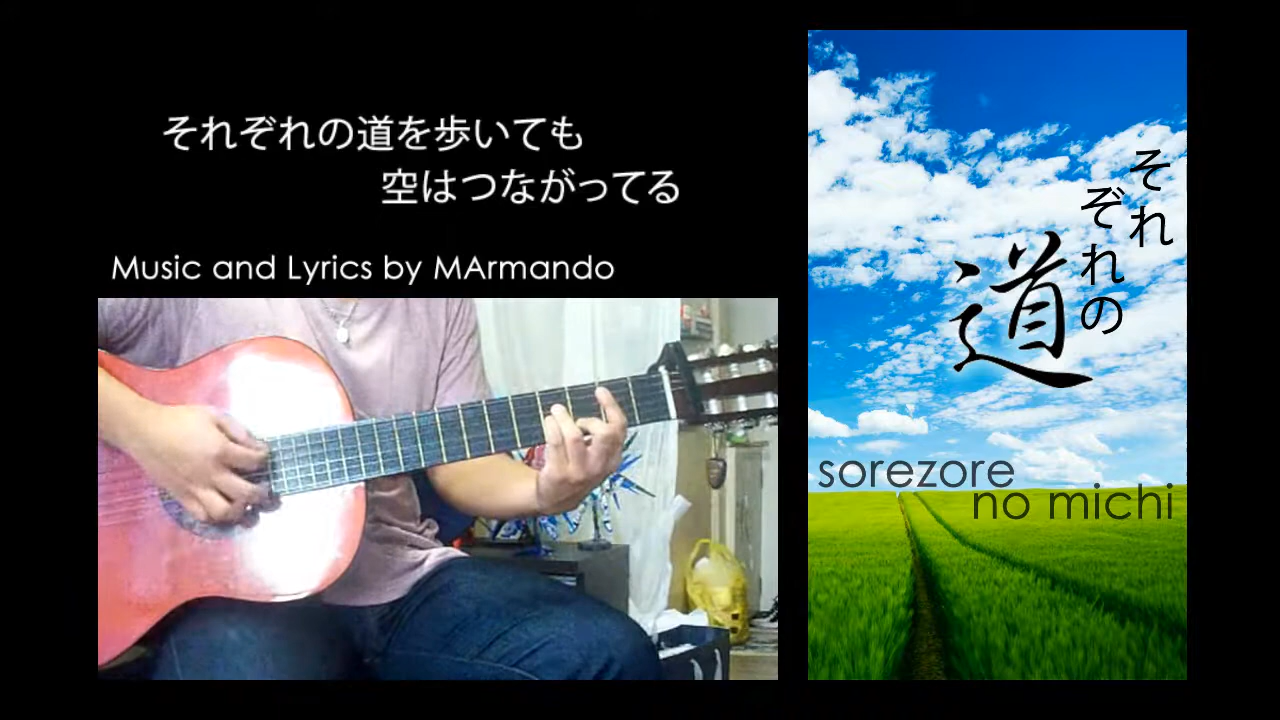 それぞれの道を歩いても
空はつながってる
Music and Lyrics by MArmando
それ
ぞれの
道
sorezore
no michi